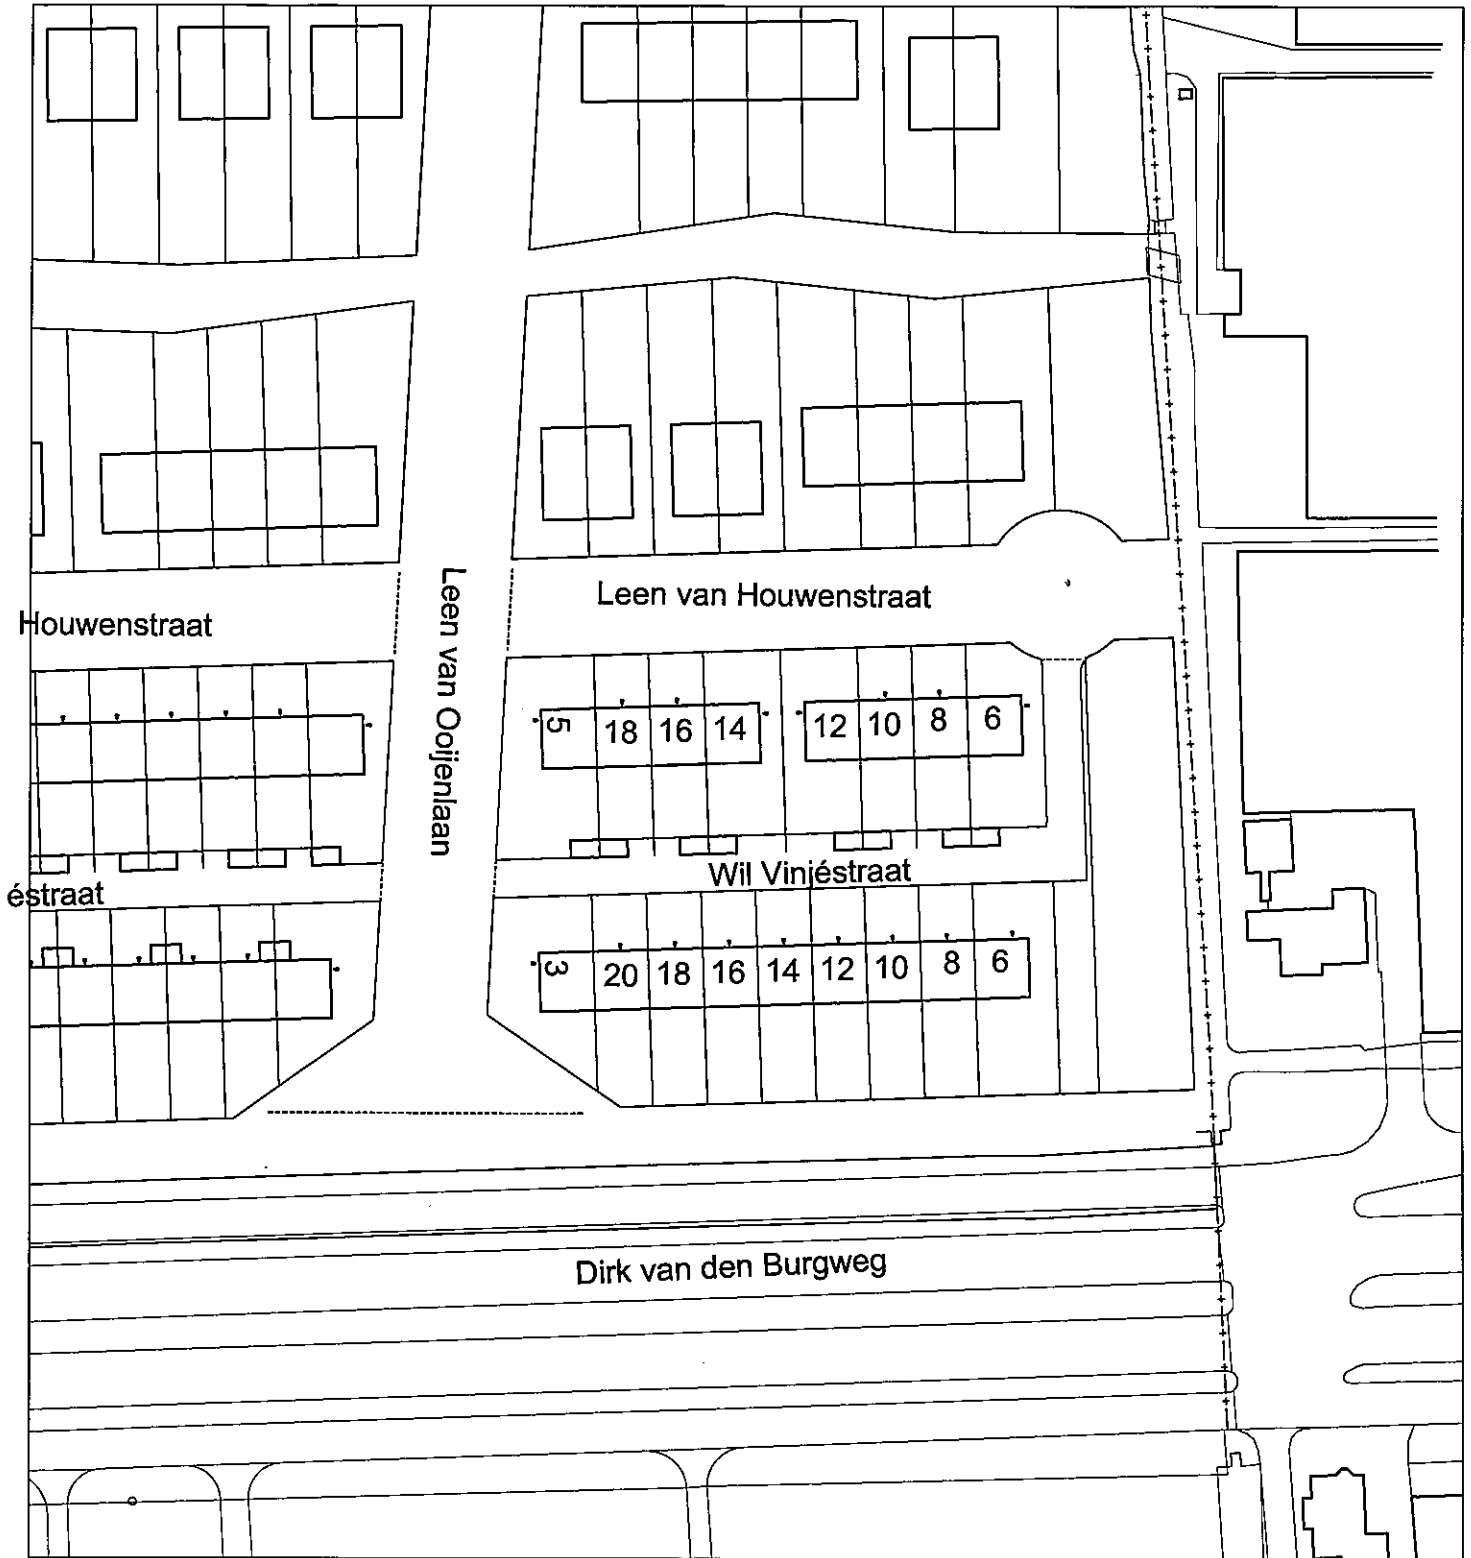 Leen van Houwenstraat
Houwenstraat
Leen van Ooijenlaan
5 18 16 14 12 10 8 6
Wil Vinjéstraat
éstraat
3 20 18 16 14 12 10 8 6
Dirk van den Burgweg